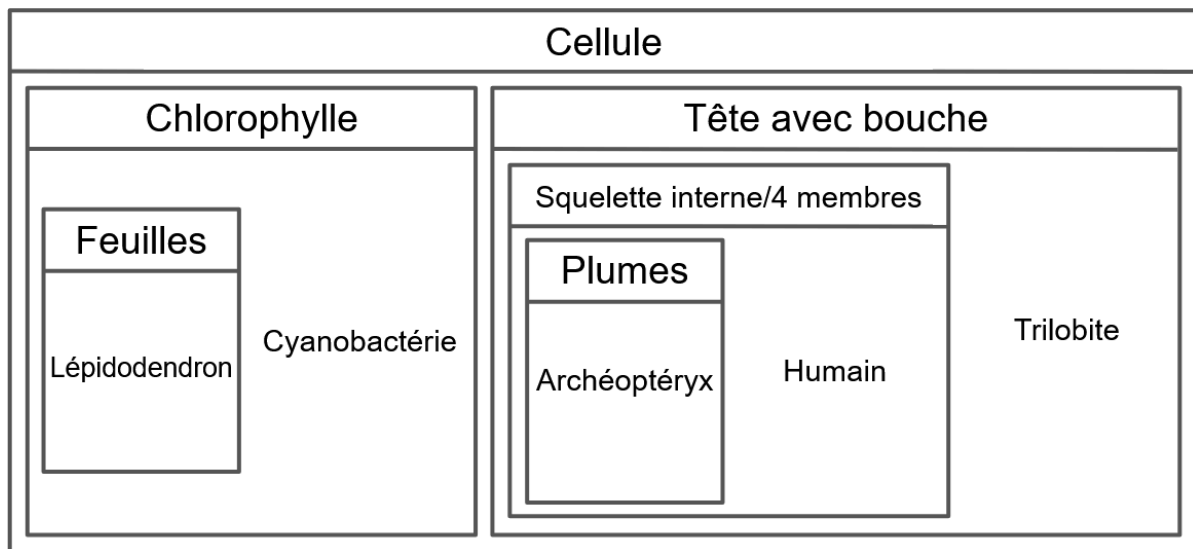 Cellule
Chlorophylle
Feuilles
Lépidodendron
Cyanobactérie
Tête avec bouche
Squelette interne/4 membres
Plumes
Archéoptéryx
Humain
Trilobite